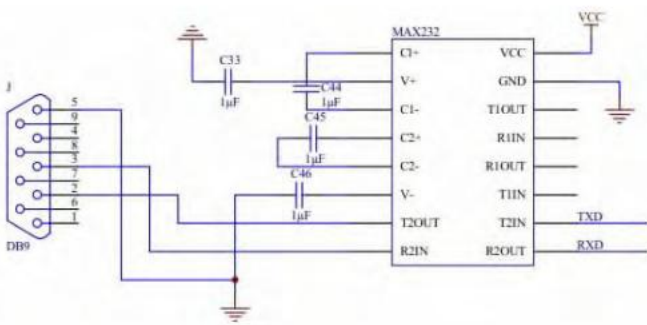 VCC
MAX232
C33
1μF
C1+
V+
C1-
C2+
C2-
V-
T2OUT
R2IN
VCC
GND
T1OUT
R1IN
R1OUT
T1IN
T2IN
R2OUT
C44
1μF
C45
1μF
C46
1μF
TXD
RXD
J
5
9
4
8
3
7
2
6
1
DB9